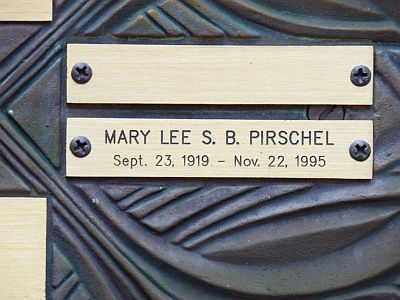 MARY LEE S. B. PIRSCHEL
Sept. 23, 1919 – Nov. 22, 1995